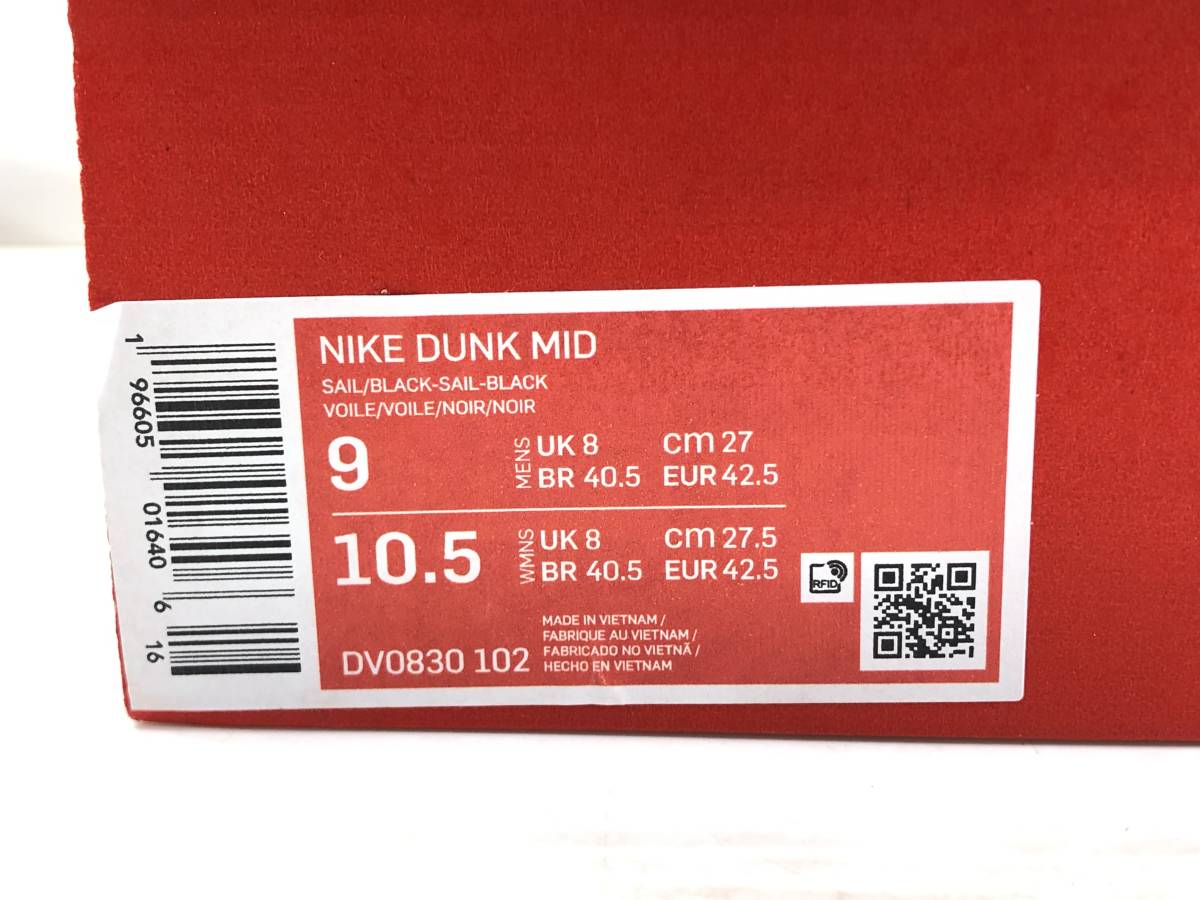 NIKE DUNK MID
SAIL/BLACK-SAIL-BLACK
VOILE/VOILE/NOIR/NOIR
9 MENS UK 8 cm 27
BR 40.5 EUR 42.5
10.5 WMNS UK 8 cm 27.5
BR 40.5 EUR 42.5
RFID
MADE IN VIETNAM /
FABRIQUE AU VIETNAM /
FABRICADO NO VIETNÃ /
HECHO EN VIETNAM
DV0830 102
1 96605 01640 6 16